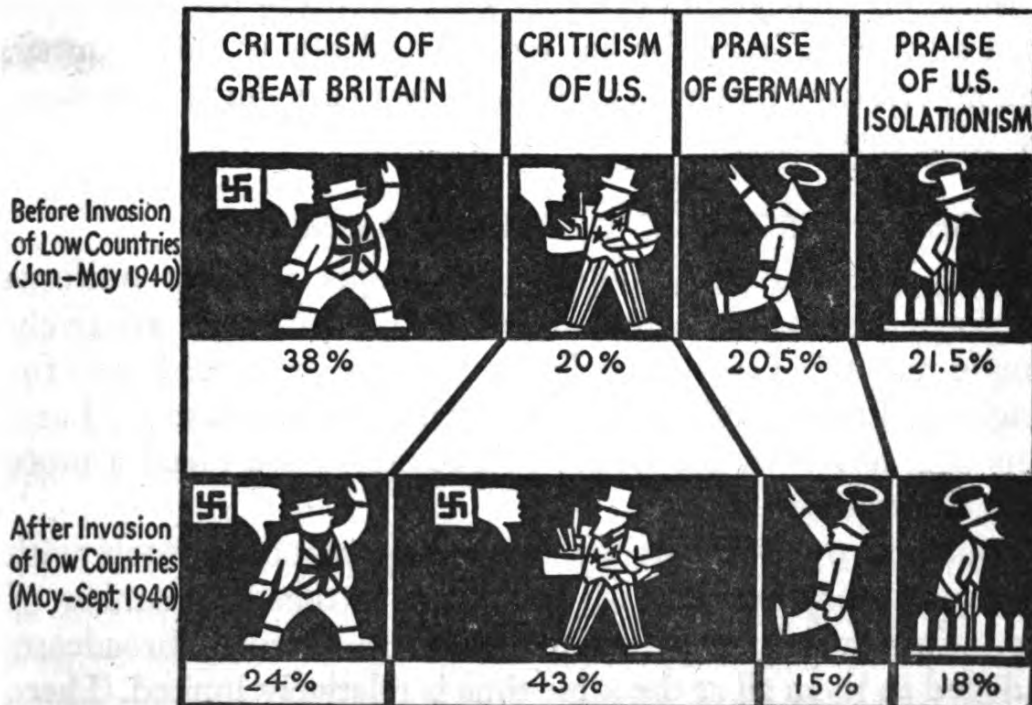 CRITICISM OF
GREAT BRITAIN
CRITICISM
OF U.S.
PRAISE
OF GERMANY
PRAISE
OF U.S.
ISOLATIONISM
Before Invasion
of Low Countries
(Jan.-May 1940)
38%
20%
20.5%
21.5%
After Invasion
of Low Countries
(May-Sept 1940)
24%
43%
15%
18%